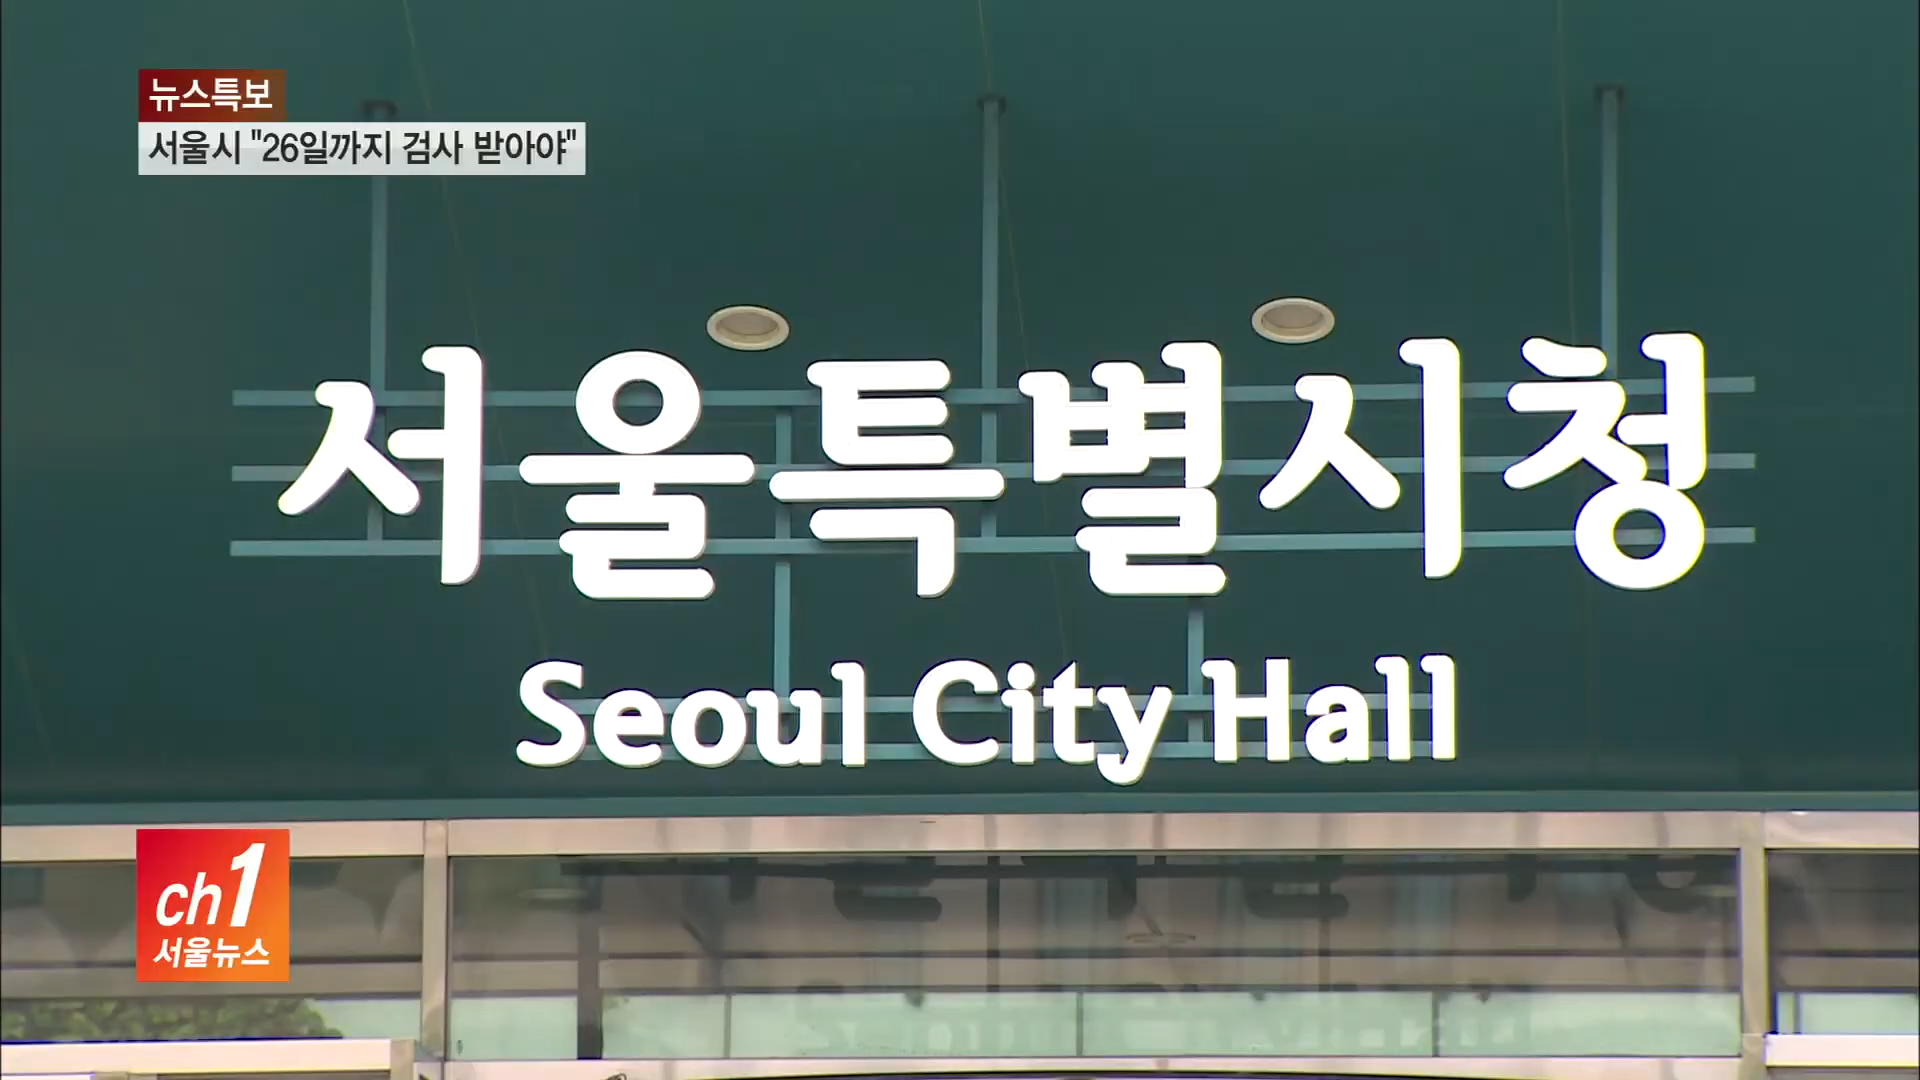 뉴스특보
서울시 "26일까지 검사 받아야"
서울특별시청
Seoul City Hall
ch1
서울뉴스